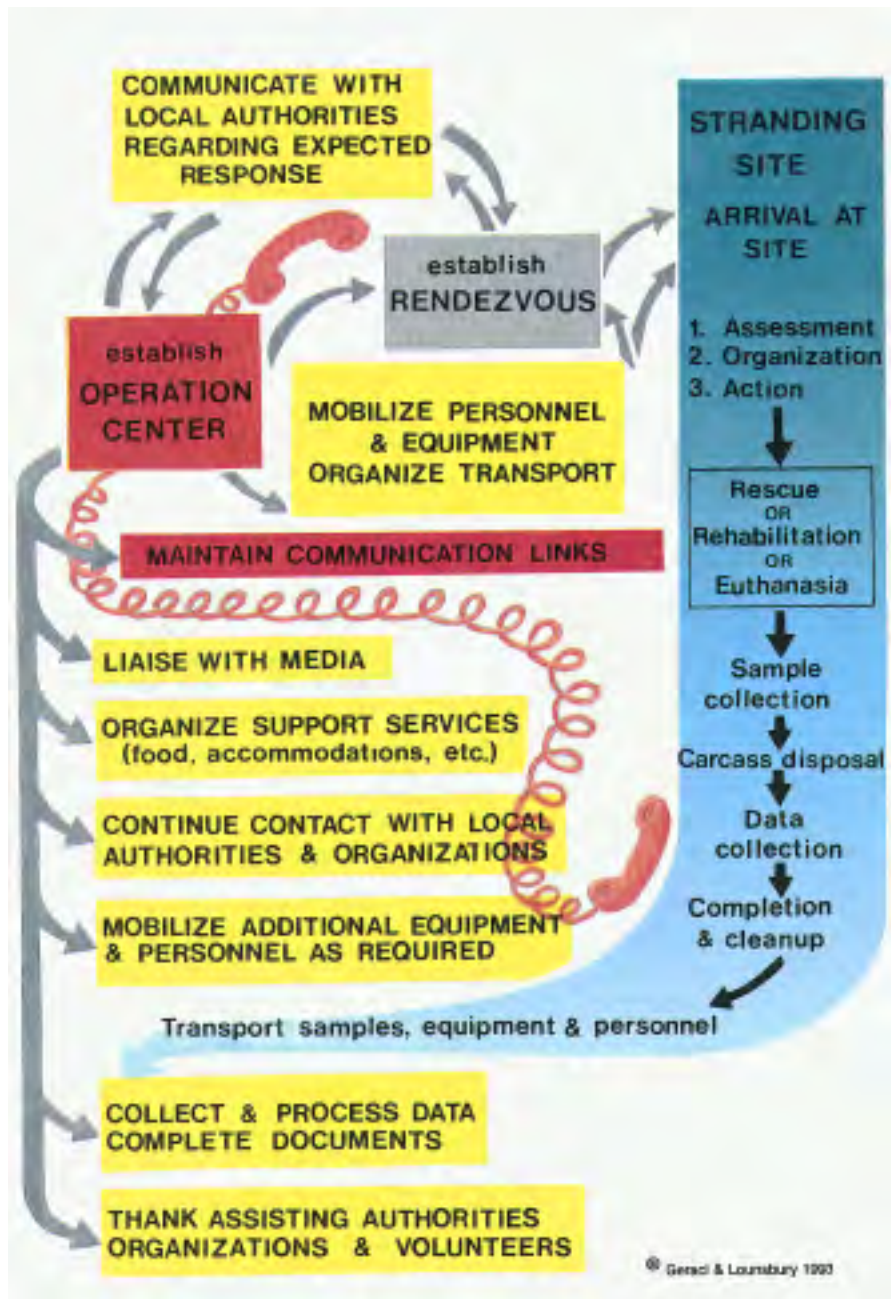 COMMUNICATE WITH
LOCAL AUTHORITIES
REGARDING EXPECTED
RESPONSE
establish
RENDEZVOUS
establish
OPERATION
CENTER
MOBILIZE PERSONNEL
& EQUIPMENT
ORGANIZE TRANSPORT
MAINTAIN COMMUNICATION LINKS
LIAISE WITH MEDIA
ORGANIZE SUPPORT SERVICES
(food, accommodations, etc.)
CONTINUE CONTACT WITH LOCAL
AUTHORITIES & ORGANIZATIONS
MOBILIZE ADDITIONAL EQUIPMENT
& PERSONNEL AS REQUIRED
STRANDING
SITE
ARRIVAL AT
SITE
1. Assessment
2. Organization
3. Action
Rescue
OR
Rehabilitation
OR
Euthanasia
Sample
collection
Carcass disposal
Data
collection
Completion
& cleanup
Transport samples, equipment & personnel
COLLECT & PROCESS DATA
COMPLETE DOCUMENTS
THANK ASSISTING AUTHORITIES
ORGANIZATIONS & VOLUNTEERS
Geraci & Lounsbury 1993